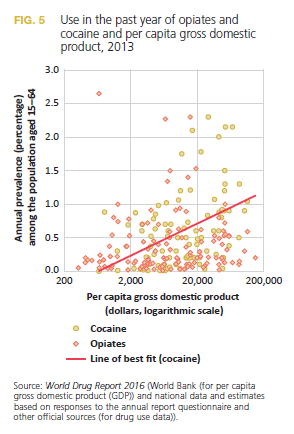 FIG. 5 Use in the past year of opiates and
cocaine and per capita gross domestic
product, 2013
Annual prevalence (percentage)
among the population aged 15–64
3.0
2.5
2.0
1.5
1.0
0.5
0.0
200 2,000 20,000 200,000
Per capita gross domestic product
(dollars, logarithmic scale)
Cocaine
Opiates
Line of best fit (cocaine)
Source: World Drug Report 2016 (World Bank (for per capita
gross domestic product (GDP)) and national data and estimates
based on responses to the annual report questionnaire and
other official sources (for drug use data)).